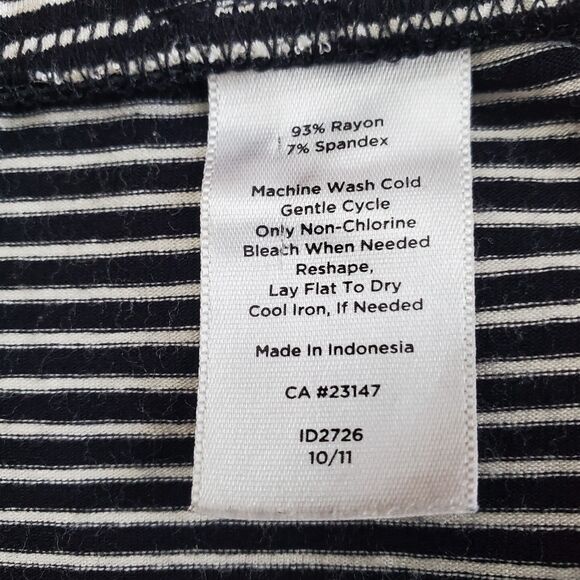 93% Rayon
7% Spandex
Machine Wash Cold
Gentle Cycle
Only Non-Chlorine
Bleach When Needed
Reshape,
Lay Flat To Dry
Cool Iron, If Needed
Made In Indonesia
CA #23147
ID2726
10/11